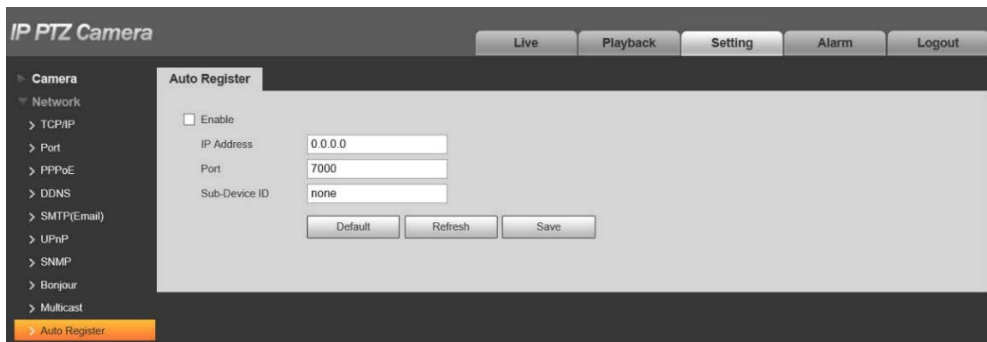 IP PTZ Camera
Live Playback Setting Alarm Logout
Camera
Network
TCP/IP
Port
PPPoE
DDNS
SMTP(Email)
UPnP
SNMP
Bonjour
Multicast
Auto Register
Auto Register
Enable
IP Address 0.0.0.0
Port 7000
Sub-Device ID none
Default Refresh Save